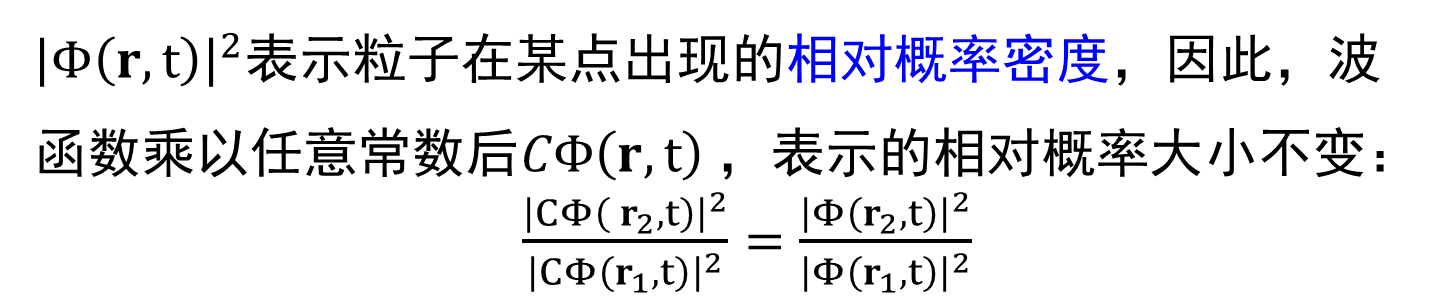 |Φ(𝐫,t)|²表示粒子在某点出现的相对概率密度，因此，波
函数乘以任意常数后𝐶Φ(𝐫,t)，表示的相对概率大小不变：
|CΦ( 𝐫₂,t)|² / |CΦ(𝐫₁,t)|² = |Φ(𝐫₂,t)|² / |Φ(𝐫₁,t)|²